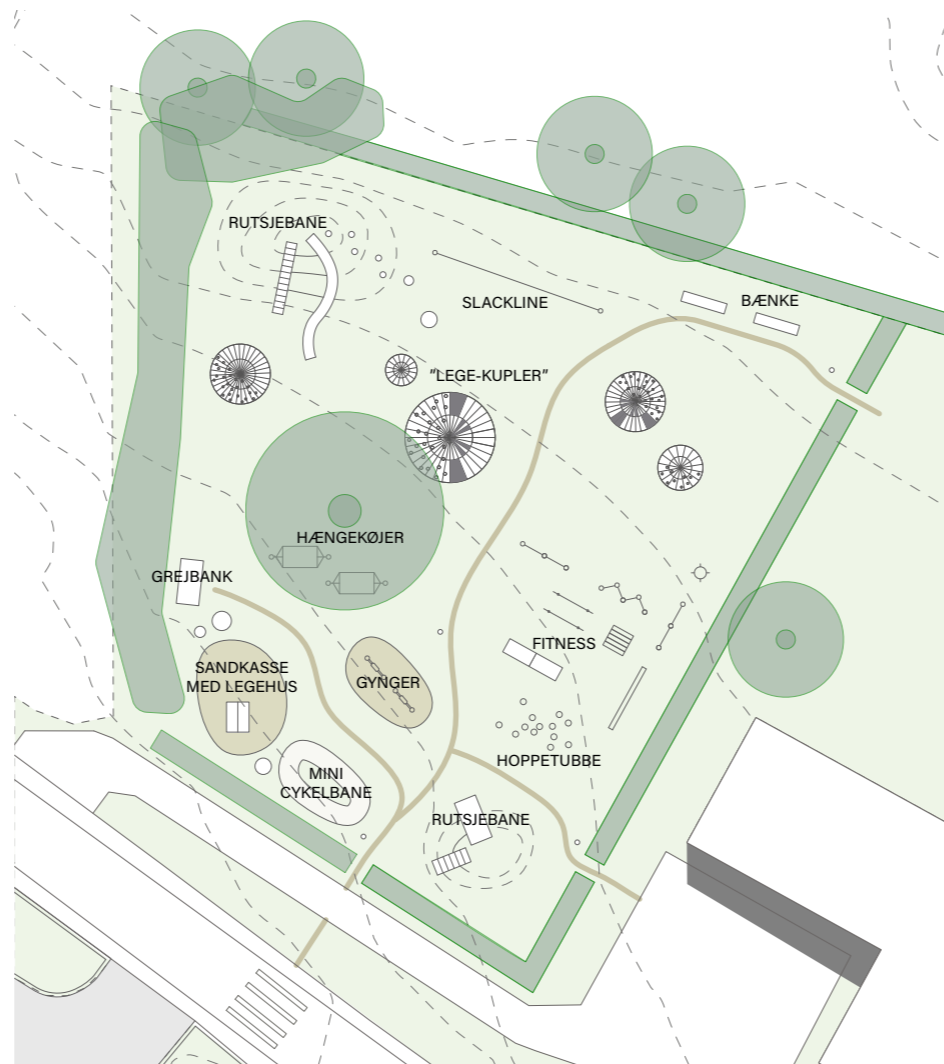 RUTSJEBANE
SLACKLINE
BÆNKE
"LEGE-KUPLER"
HÆNGEKØJER
GREJBANK
FITNESS
SANDKASSE
MED LEGEHUS
GYNGER
HOPPETUBBE
MINI
CYKELBANE
RUTSJEBANE